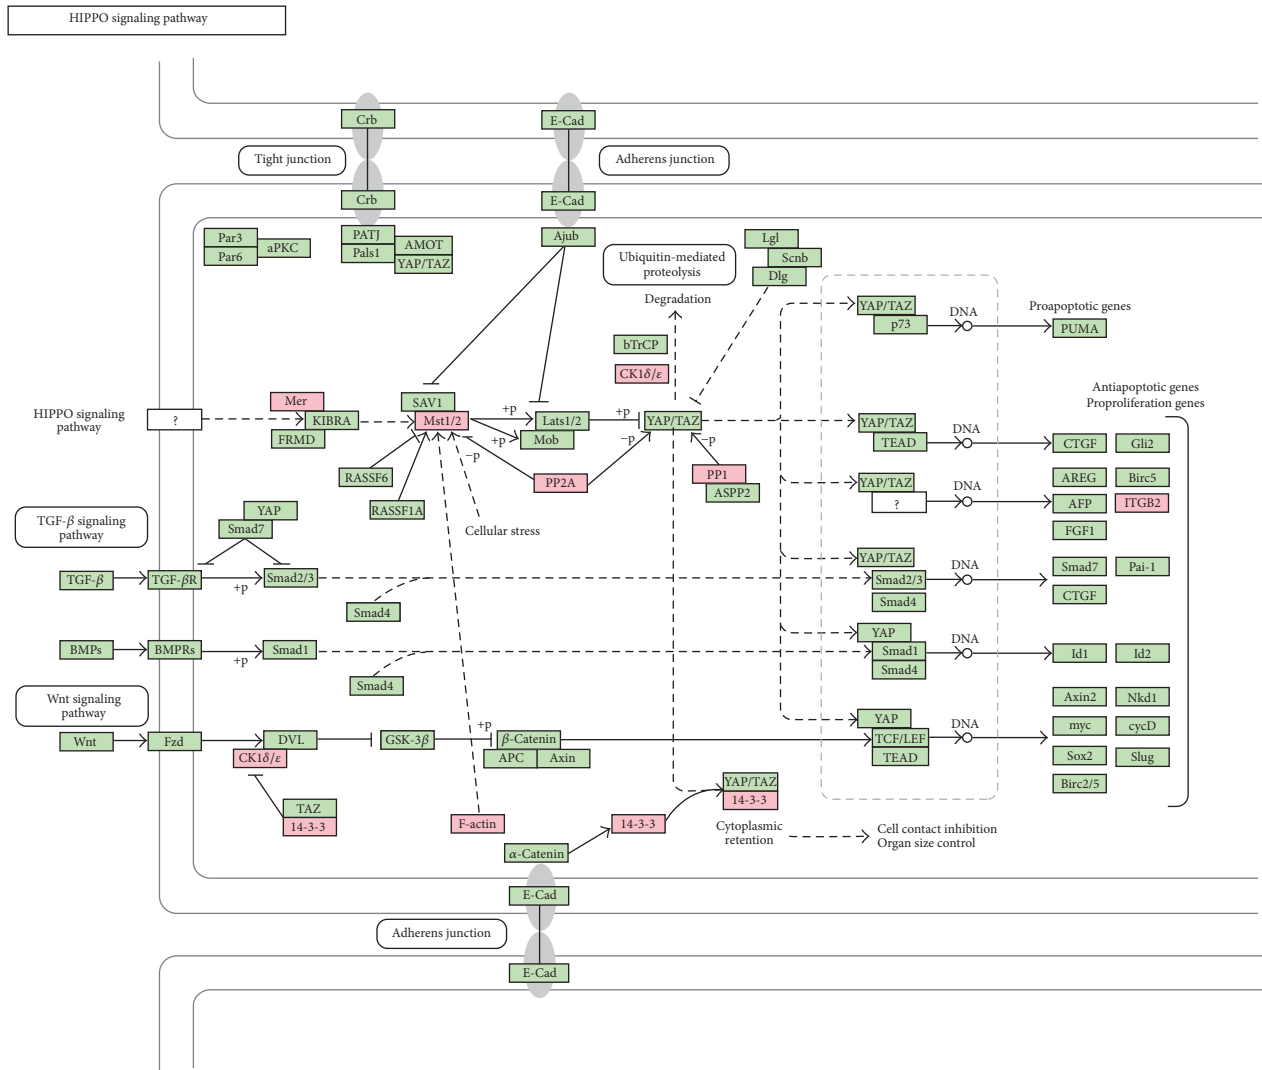 HIPPO signaling pathway
Crb
E-Cad
Tight junction
Adherens junction
Crb
E-Cad
Par3
Par6
aPKC
PATJ
Pals1
AMOT
YAP/TAZ
Ajub
Ubiquitin-mediated
proteolysis
Lgl
Scnb
Dlg
Degradation
bTrCP
CK1δ/ε
YAP/TAZ
p73
DNA
Proapoptotic genes
PUMA
Antiapoptotic genes
Proproliferation genes
HIPPO signaling
pathway
?
Mer
KIBRA
FRMD
SAV1
Mst1/2
+p
+p
−p
Lats1/2
Mob
+p
−p
YAP/TAZ
−p
YAP/TAZ
TEAD
DNA
CTGF
Gli2
RASSF6
RASSF1A
PP2A
PP1
ASPP2
YAP/TAZ
?
DNA
AREG
Birc5
AFP
ITGB2
FGF1
Cellular stress
TGF-β signaling
pathway
YAP
Smad7
TGF-β
TGF-βR
+p
Smad2/3
Smad4
YAP/TAZ
Smad2/3
Smad4
DNA
Smad7
Pai-1
CTGF
BMPs
BMPRs
+p
Smad1
Smad4
YAP
Smad1
Smad4
DNA
Id1
Id2
Wnt signaling
pathway
Wnt
Fzd
DVL
CK1δ/ε
GSK-3β
+p
β-Catenin
APC
Axin
YAP
TCF/LEF
TEAD
DNA
Axin2
Nkd1
myc
cycD
Sox2
Slug
Birc2/5
TAZ
14-3-3
F-actin
14-3-3
YAP/TAZ
14-3-3
α-Catenin
Cytoplasmic
retention
Cell contact inhibition
Organ size control
E-Cad
Adherens junction
E-Cad